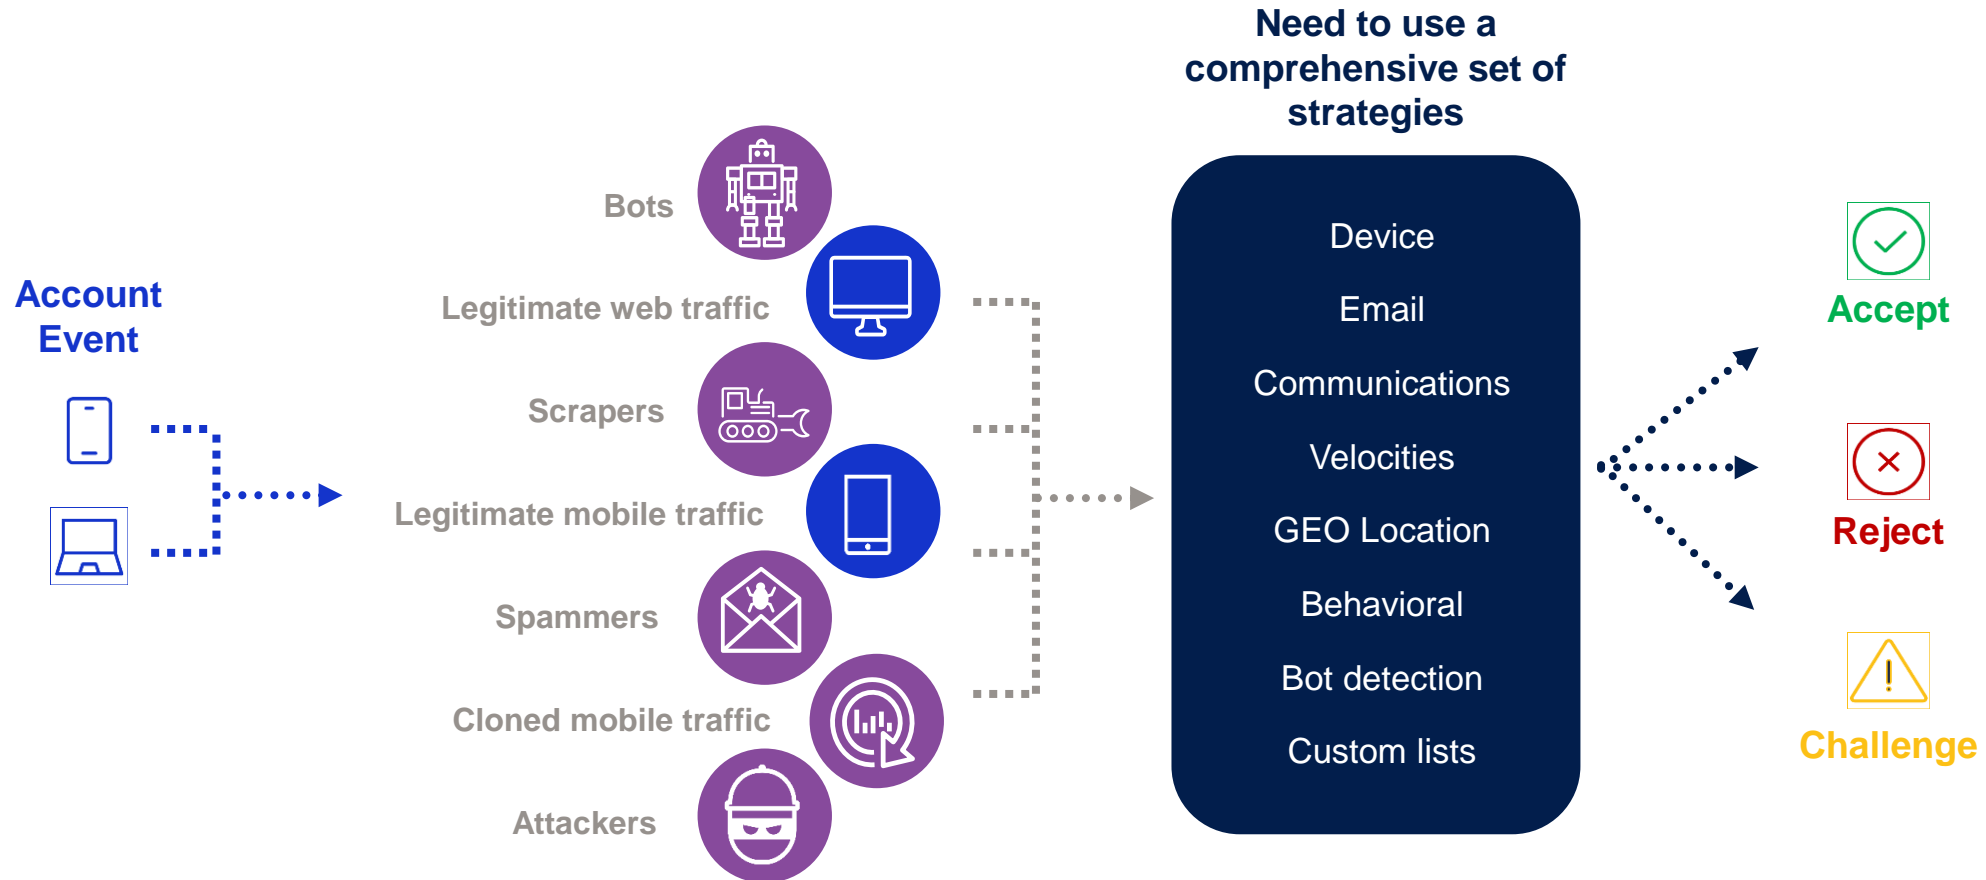 Account
Event
Bots
Legitimate web traffic
Scrapers
Legitimate mobile traffic
Spammers
Cloned mobile traffic
Attackers
Need to use a
comprehensive set of
strategies
Device
Email
Communications
Velocities
GEO Location
Behavioral
Bot detection
Custom lists
Accept
Reject
Challenge